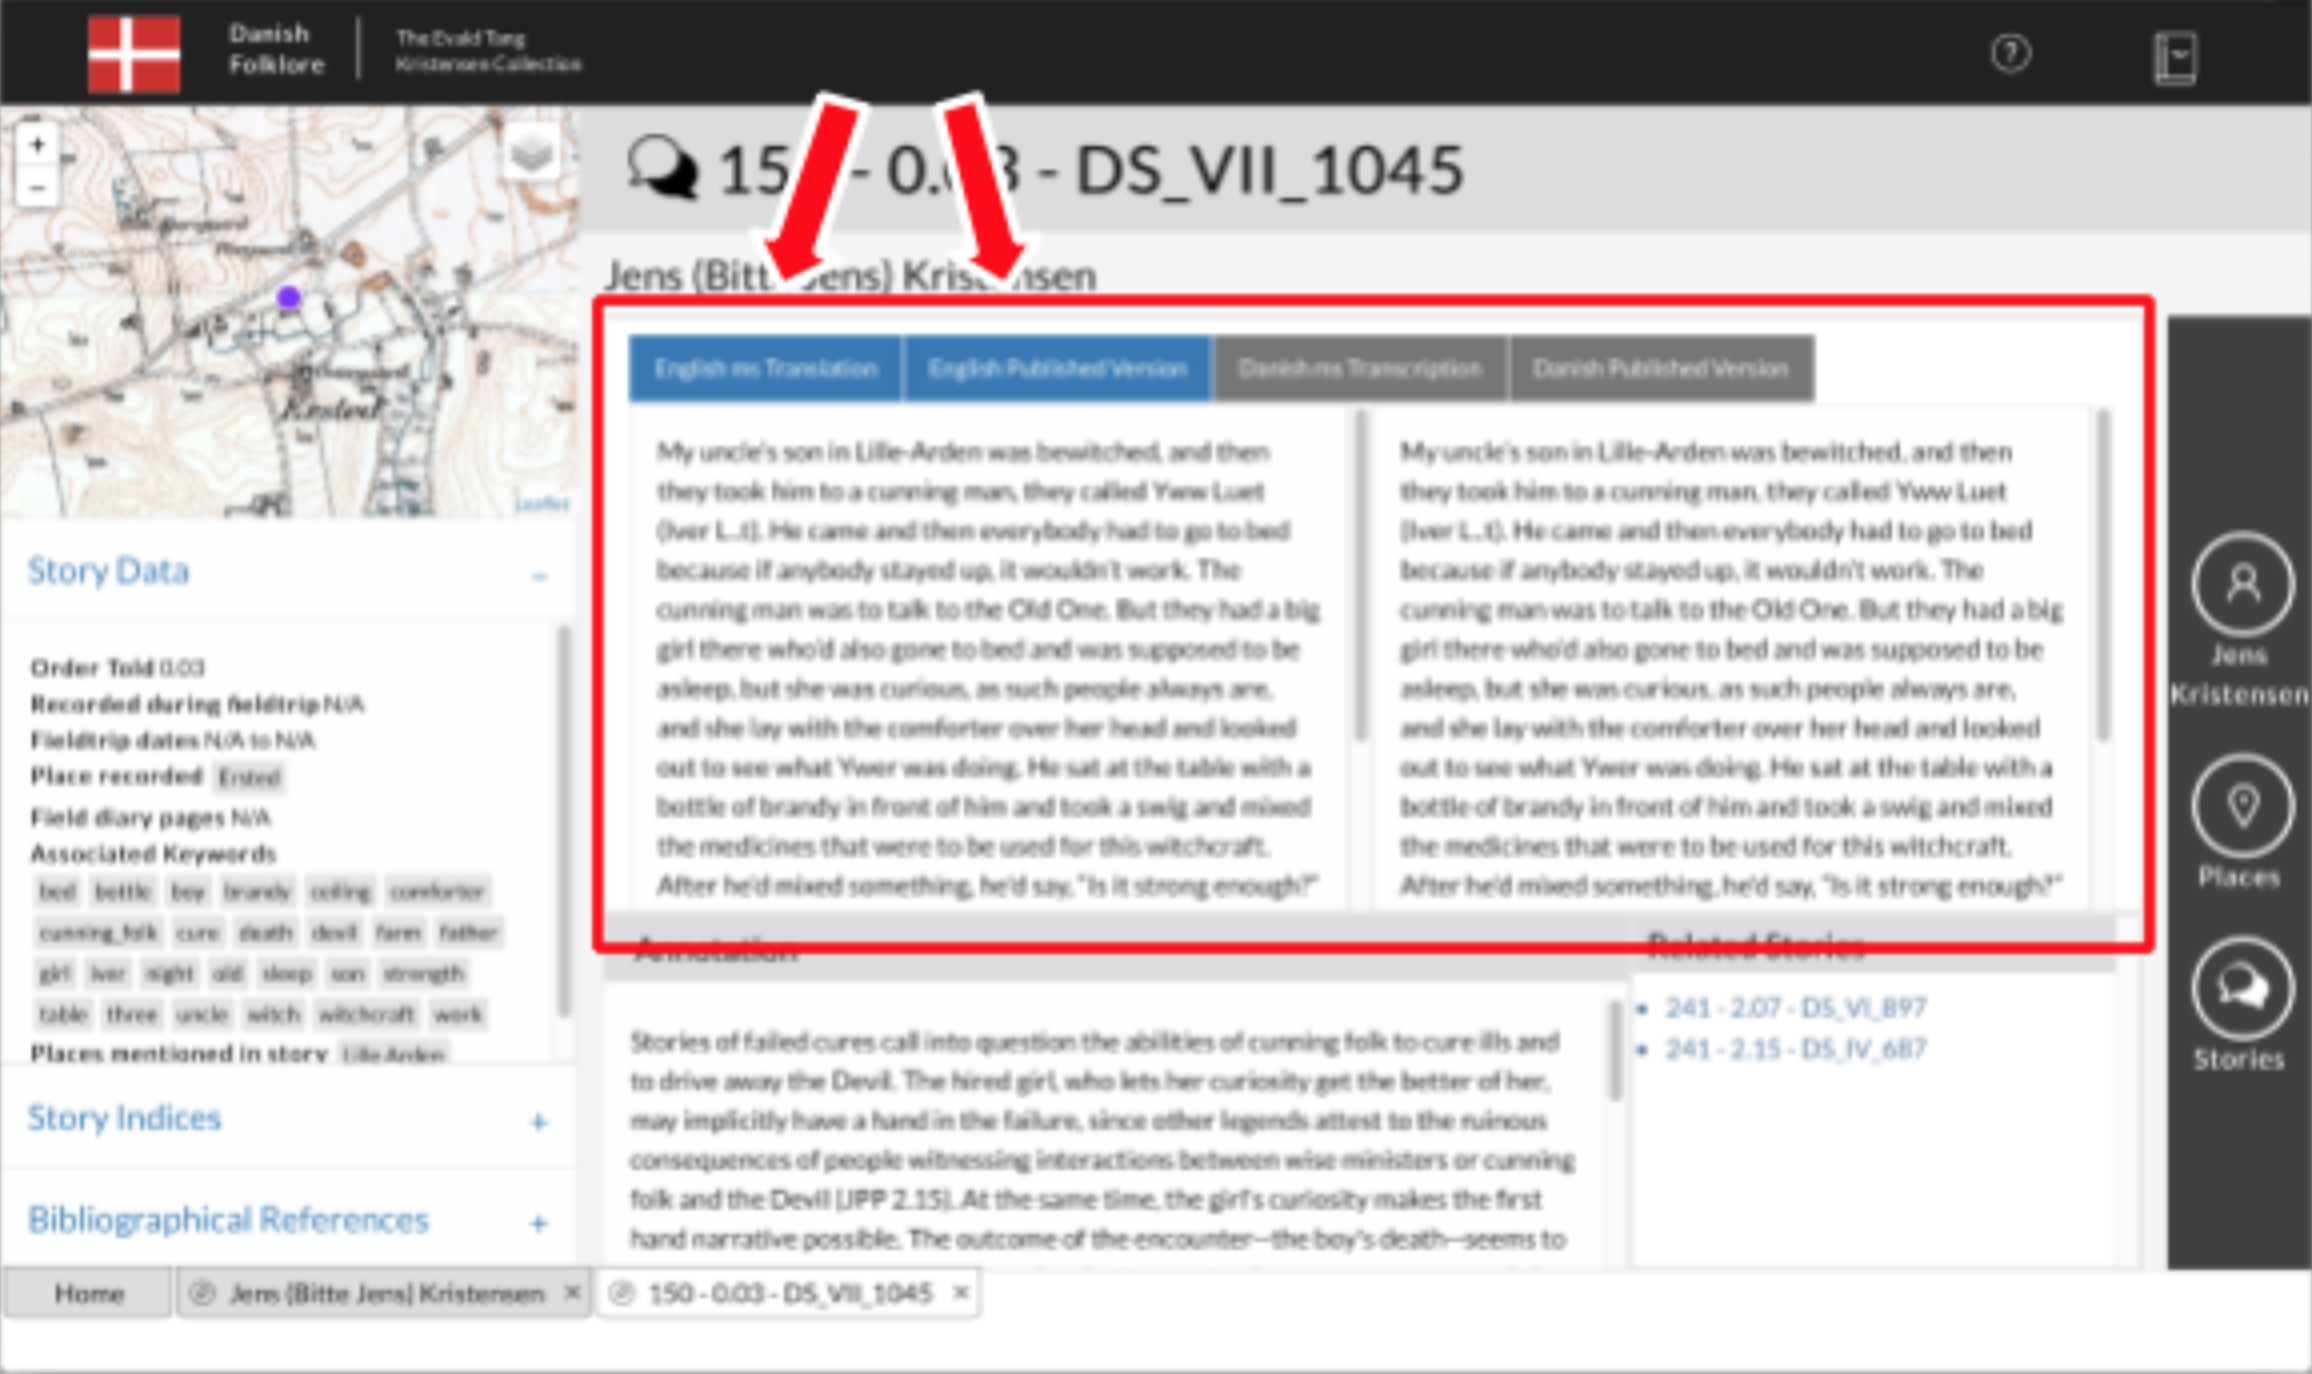 Danish
Folklore
The Evald Tang
Kristensen Collection
+
−
Leaflet
Story Data
−
Order Told 0.03
Recorded during fieldtrip N/A
Fieldtrip dates N/A to N/A
Place recorded Ersted
Field diary pages N/A
Associated Keywords
bed bottle boy brandy ceiling comforter
cunning_folk cure death devil farm father
girl iver night old sleep son strength
table three uncle witch witchcraft work
Places mentioned in story Lille Arden
Story Indices +
Bibliographical References +
15 - 0. 3 - DS_VII_1045
Jens (Bitte Jens) Kristensen
English ms Translation English Published Version Danish ms Transcription Danish Published Version
My uncle's son in Lille-Arden was bewitched, and then
they took him to a cunning man, they called Yww Luet
(Iver L..t). He came and then everybody had to go to bed
because if anybody stayed up, it wouldn't work. The
cunning man was to talk to the Old One. But they had a big
girl there who'd also gone to bed and was supposed to be
asleep, but she was curious, as such people always are,
and she lay with the comforter over her head and looked
out to see what Ywer was doing. He sat at the table with a
bottle of brandy in front of him and took a swig and mixed
the medicines that were to be used for this witchcraft.
After he'd mixed something, he'd say, "Is it strong enough?"
My uncle's son in Lille-Arden was bewitched, and then
they took him to a cunning man, they called Yww Luet
(Iver L..t). He came and then everybody had to go to bed
because if anybody stayed up, it wouldn't work. The
cunning man was to talk to the Old One. But they had a big
girl there who'd also gone to bed and was supposed to be
asleep, but she was curious, as such people always are,
and she lay with the comforter over her head and looked
out to see what Ywer was doing. He sat at the table with a
bottle of brandy in front of him and took a swig and mixed
the medicines that were to be used for this witchcraft.
After he'd mixed something, he'd say, "Is it strong enough?"
Annotation
Stories of failed cures call into question the abilities of cunning folk to cure ills and
to drive away the Devil. The hired girl, who lets her curiosity get the better of her,
may implicitly have a hand in the failure, since other legends attest to the ruinous
consequences of people witnessing interactions between wise ministers or cunning
folk and the Devil (JPP 2.15). At the same time, the girl's curiosity makes the first
hand narrative possible. The outcome of the encounter--the boy's death--seems to
Related Stories
241 - 2.07 - DS_VI_897
241 - 2.15 - DS_IV_687
Jens
Kristensen
Places
Stories
Home
Jens (Bitte Jens) Kristensen ×
150 - 0.03 - DS_VII_1045 ×